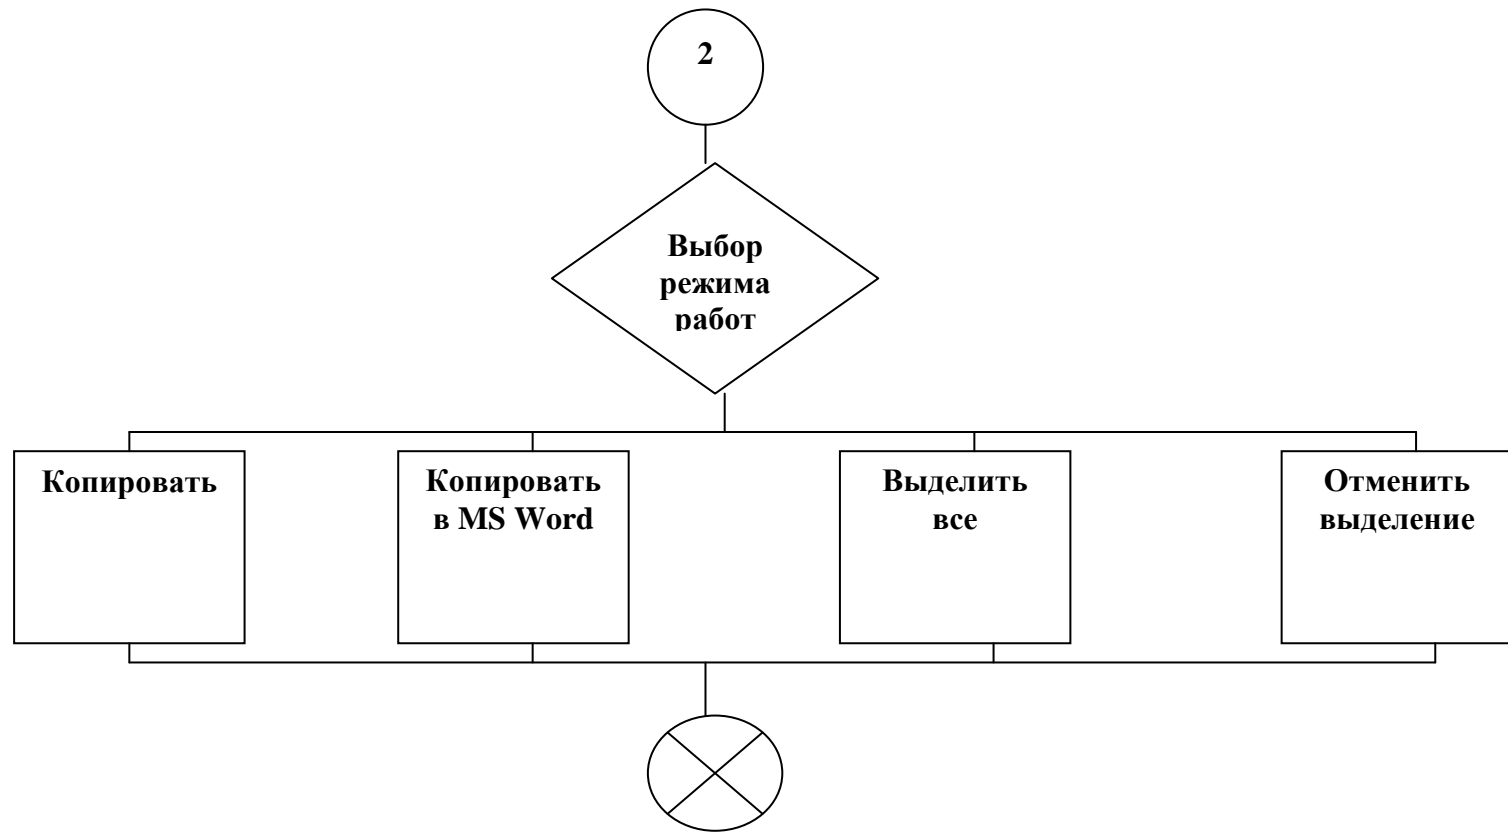 2
Выбор
режима
работ
Копировать
Копировать
в MS Word
Выделить
все
Отменить
выделение